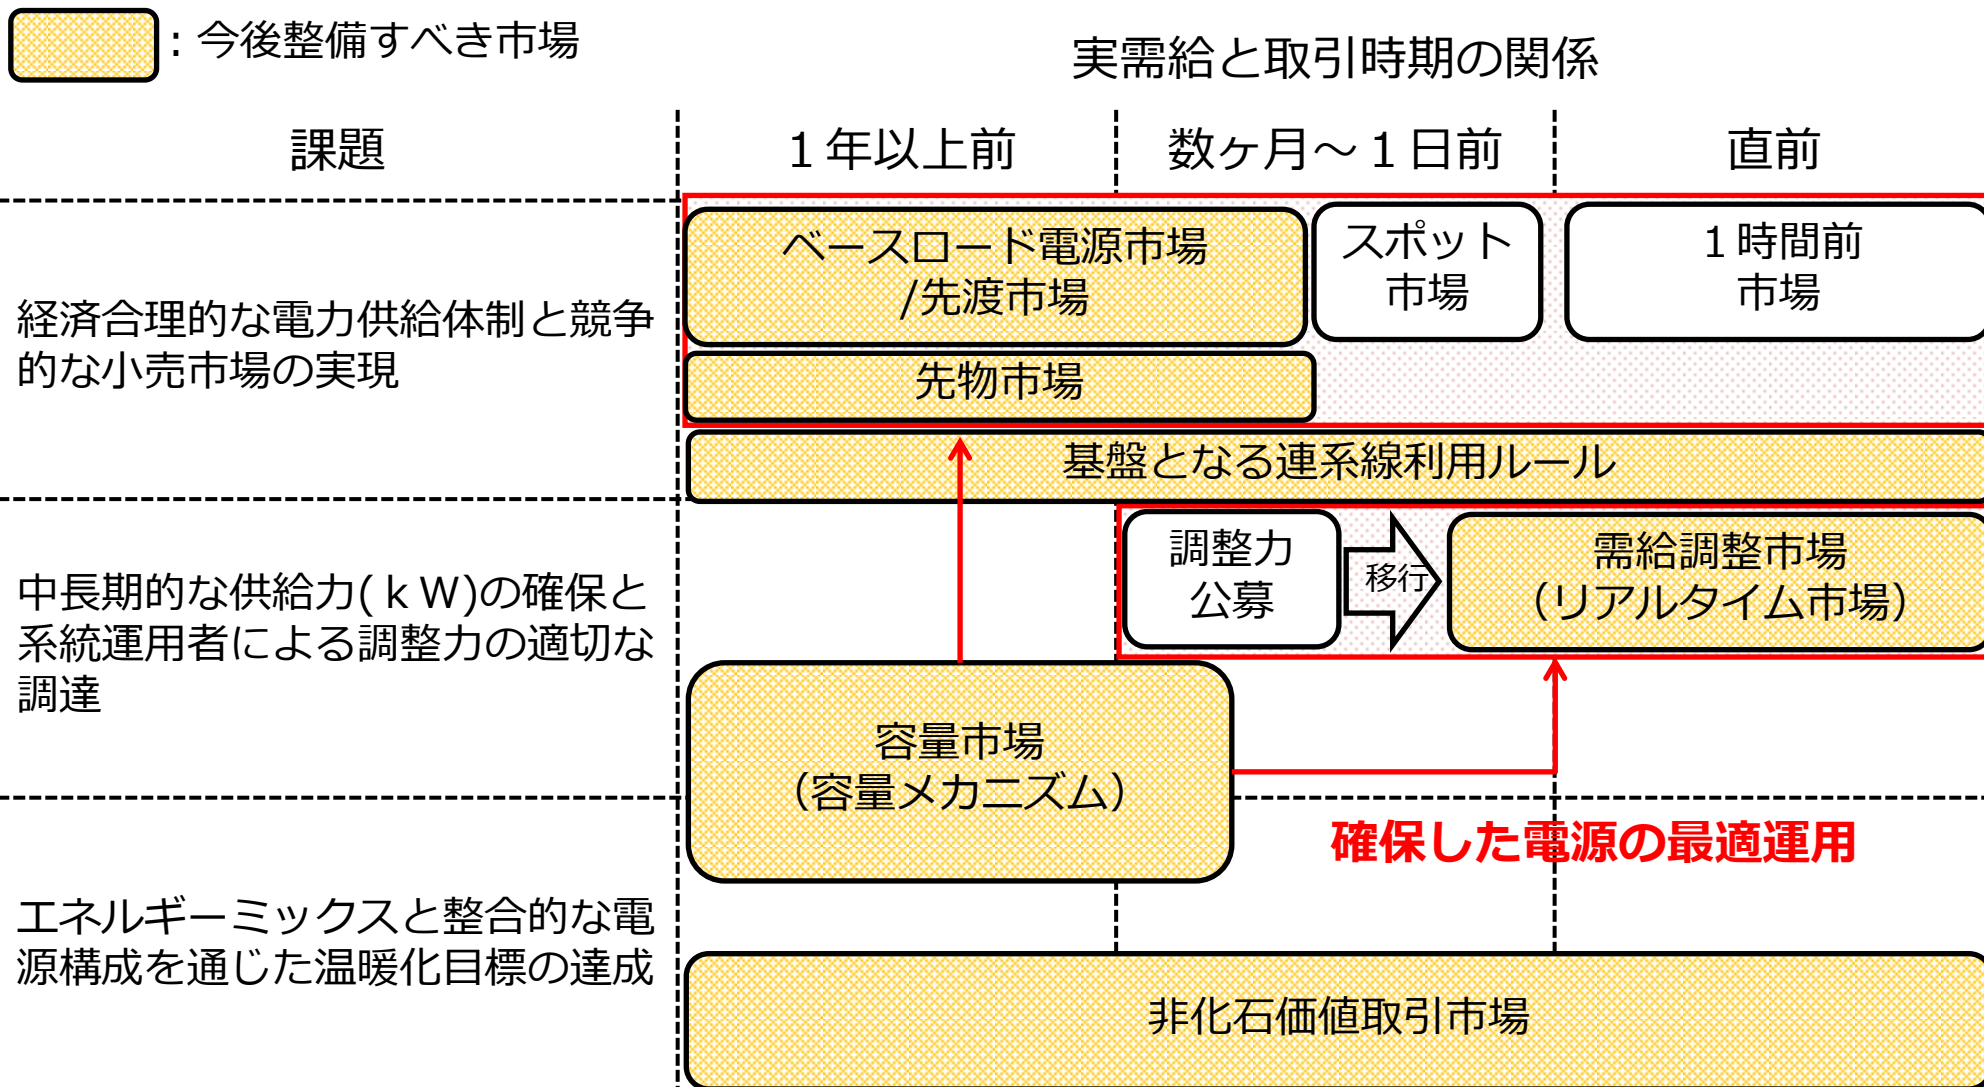 ：今後整備すべき市場
実需給と取引時期の関係
課題
１年以上前
数ヶ月～１日前
直前
経済合理的な電力供給体制と競争
的な小売市場の実現
ベースロード電源市場
/先渡市場
スポット
市場
１時間前
市場
先物市場
基盤となる連系線利用ルール
中長期的な供給力(ｋＷ)の確保と
系統運用者による調整力の適切な
調達
調整力
公募
移行
需給調整市場
（リアルタイム市場）
容量市場
（容量メカニズム）
確保した電源の最適運用
エネルギーミックスと整合的な電
源構成を通じた温暖化目標の達成
非化石価値取引市場